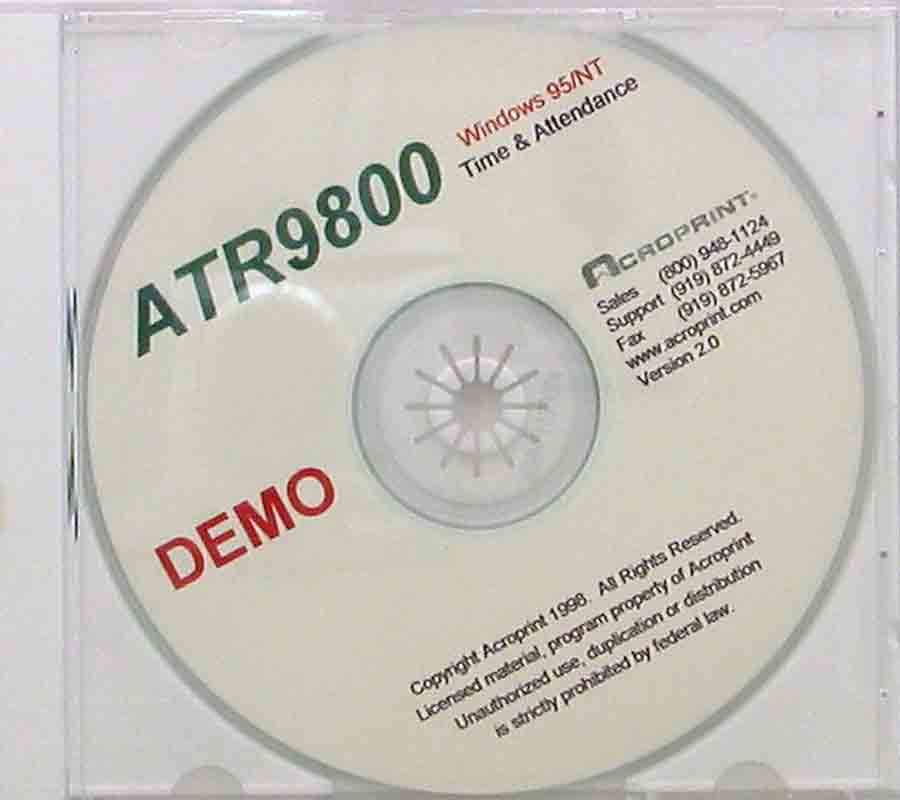 ATR9800
Windows 95/NT
Time & Attendance
ACROPRINT
Sales (800) 948-1124
Support (919) 872-4449
Fax (919) 872-5967
www.acroprint.com
Version 2.0
DEMO
Copyright Acroprint 1998. All Rights Reserved.
Licensed material, program property of Acroprint
Unauthorized use, duplication or distribution
is strictly prohibited by federal law.